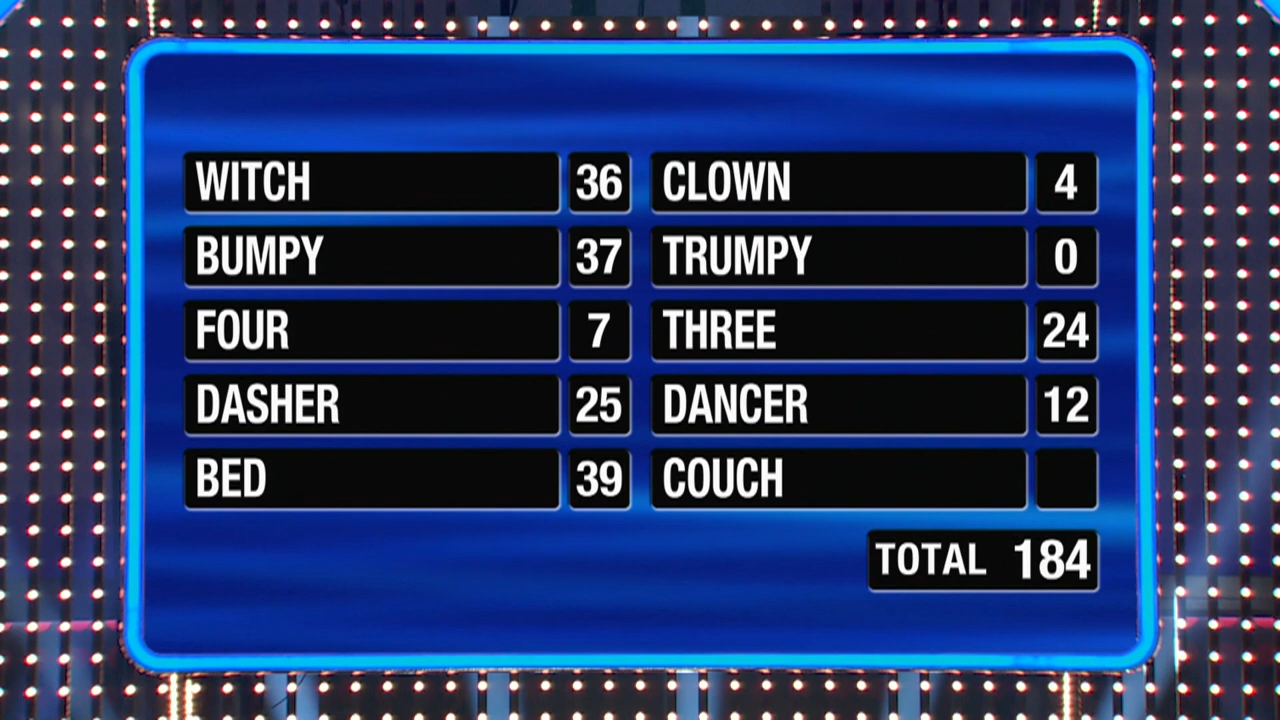 WITCH 36 CLOWN 4
BUMPY 37 TRUMPY 0
FOUR 7 THREE 24
DASHER 25 DANCER 12
BED 39 COUCH
TOTAL 184